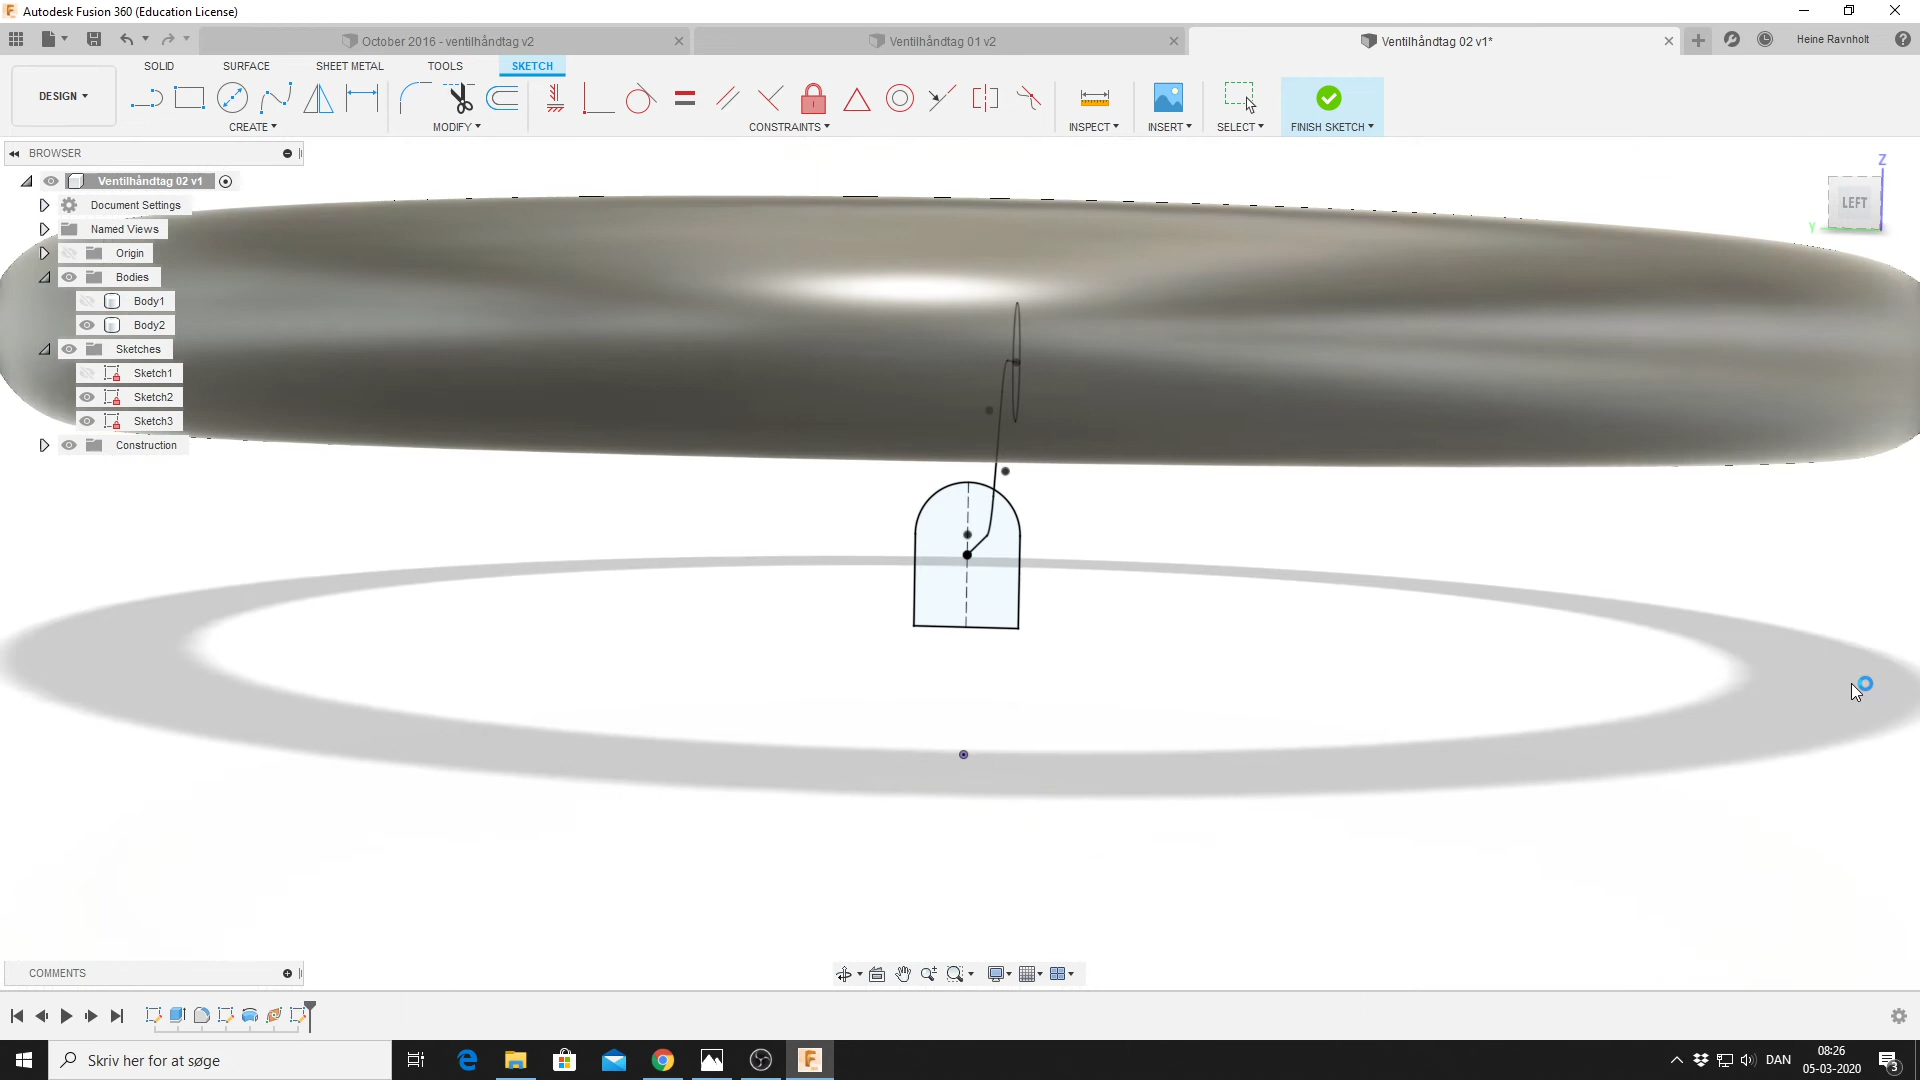 Autodesk Fusion 360 (Education License)
October 2016 - ventilhåndtag v2
Ventilhåndtag 01 v2
Ventilhåndtag 02 v1*
Heine Ravnholt
SOLID
SURFACE
SHEET METAL
TOOLS
SKETCH
DESIGN
CREATE
MODIFY
CONSTRAINTS
INSPECT
INSERT
SELECT
FINISH SKETCH
BROWSER
Ventilhåndtag 02 v1
Document Settings
Named Views
Origin
Bodies
Body1
Body2
Sketches
Sketch1
Sketch2
Sketch3
Construction
Z
LEFT
Y
COMMENTS
Skriv her for at søge
DAN
08:26
05-03-2020
3